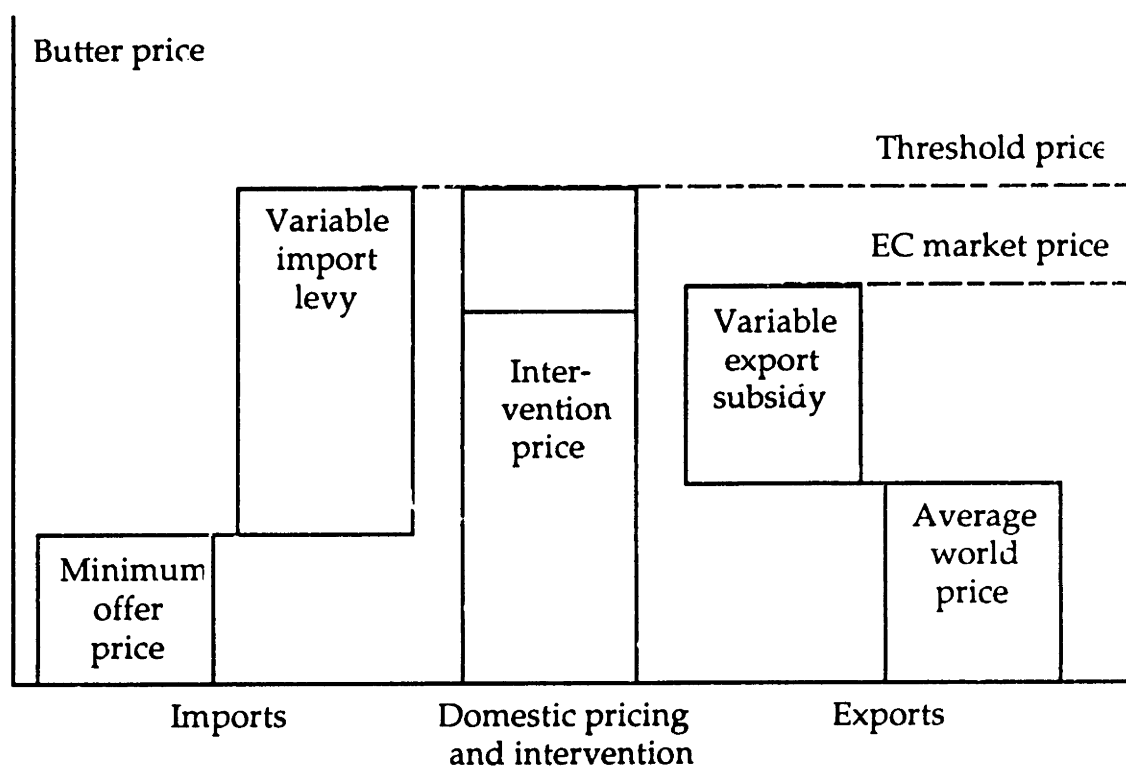 Butter price
Threshold price
EC market price
Variable
import
levy
Variable
export
subsidy
Inter-
vention
price
Average
world
price
Minimum
offer
price
Imports
Domestic pricing
and intervention
Exports